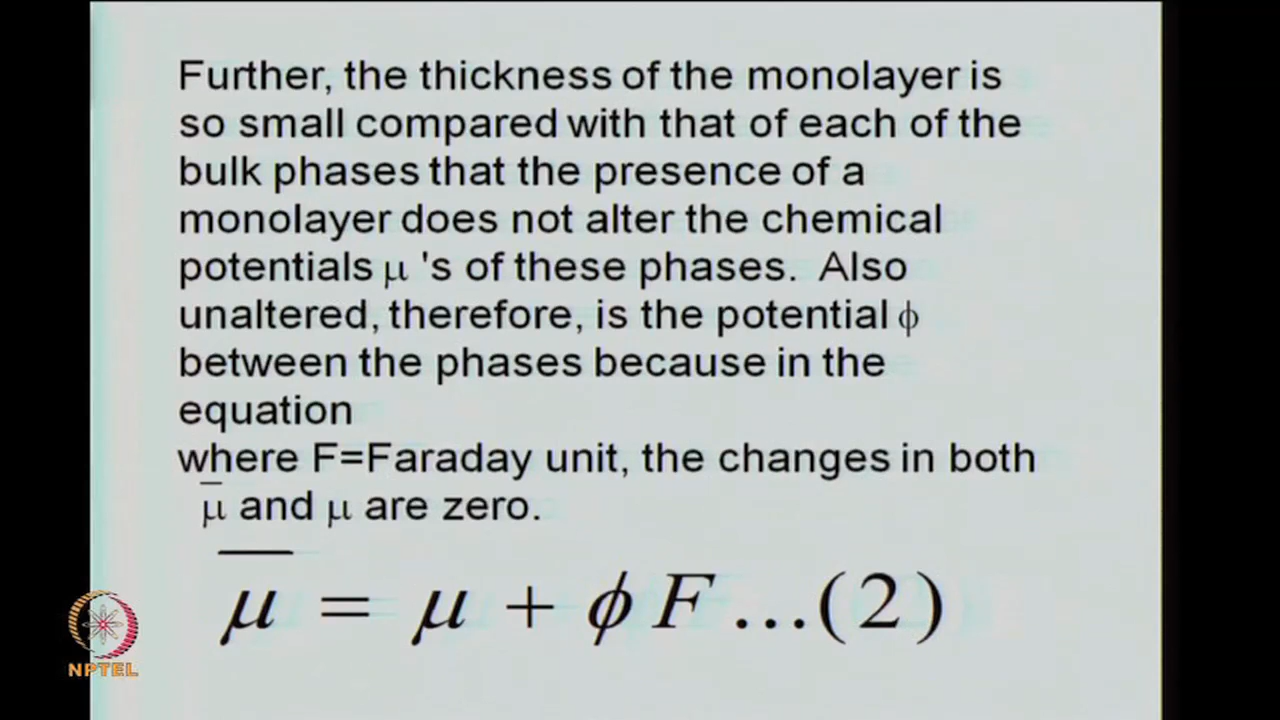 Further, the thickness of the monolayer is
so small compared with that of each of the
bulk phases that the presence of a
monolayer does not alter the chemical
potentials μ 's of these phases. Also
unaltered, therefore, is the potential ϕ
between the phases because in the
equation
where F=Faraday unit, the changes in both
μ̅ and μ are zero.
μ̅ = μ + ϕ F ...(2)
NPTEL